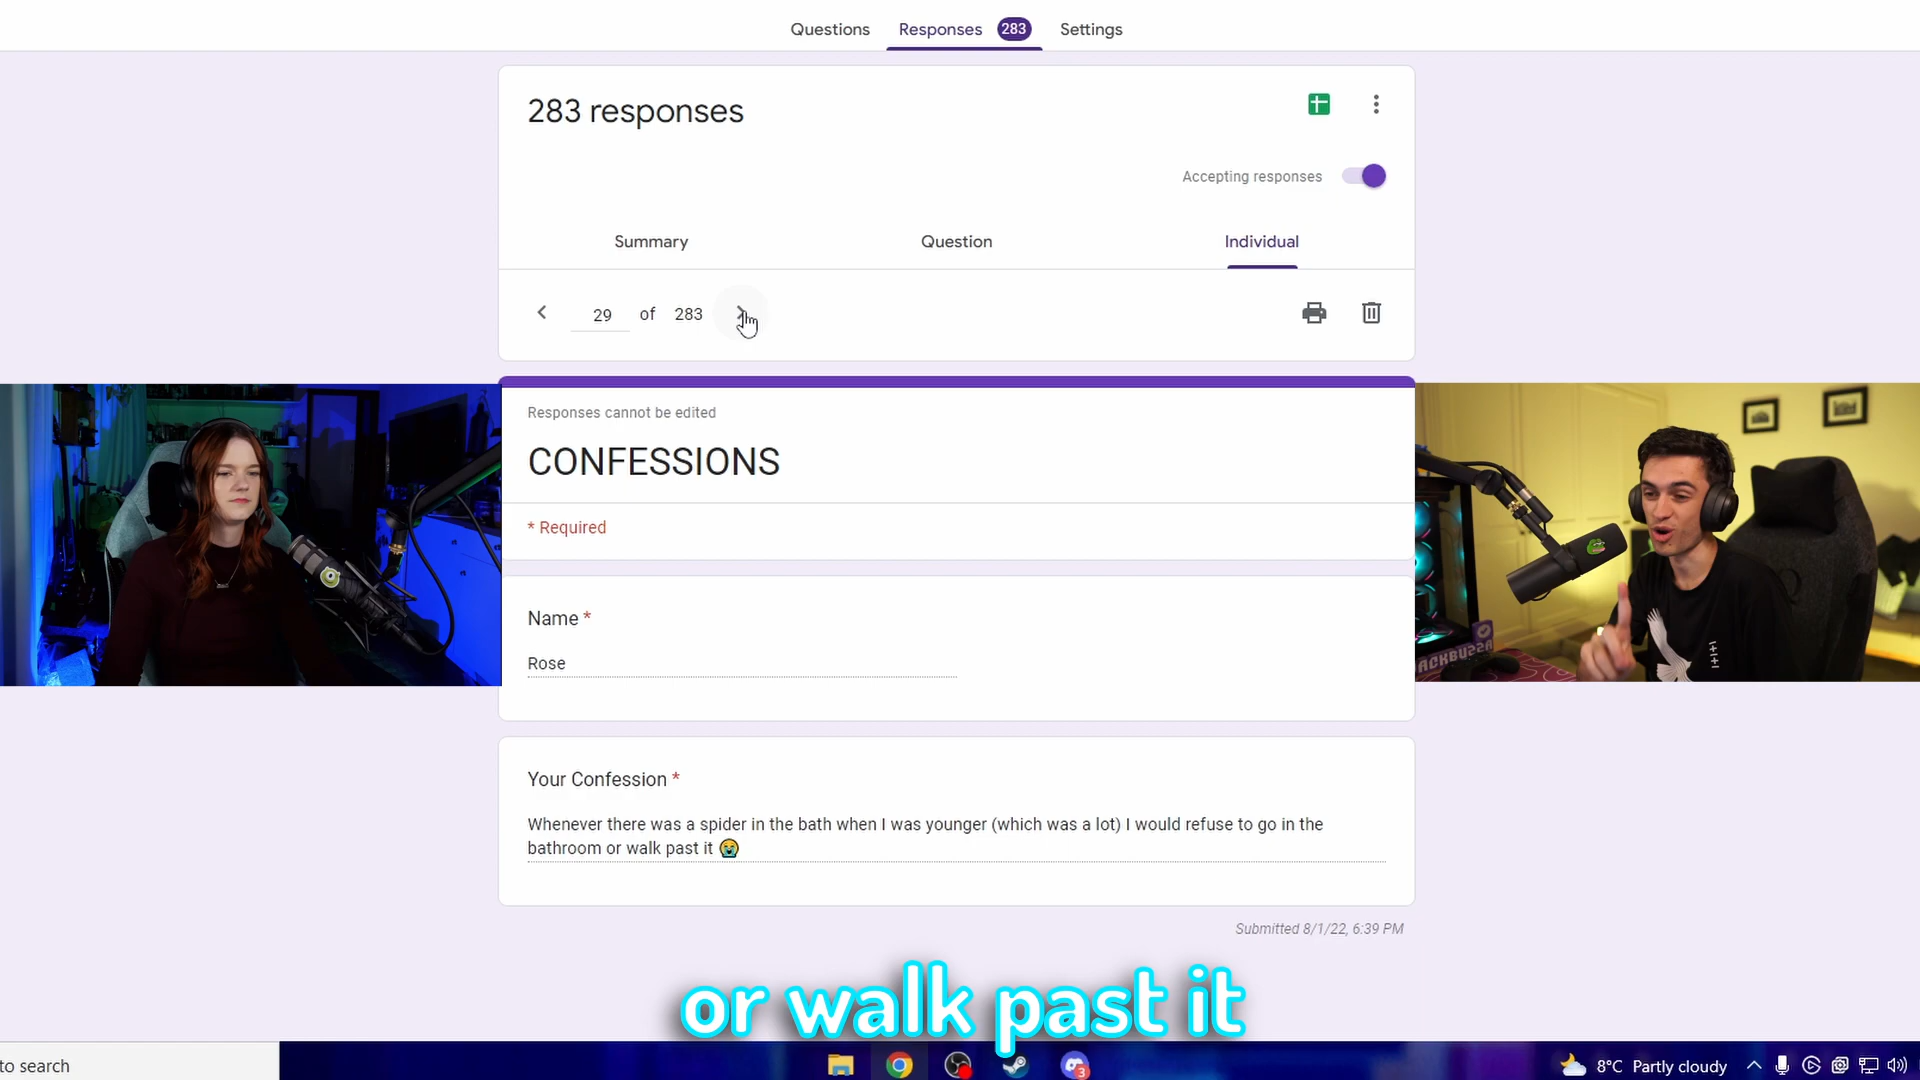 Questions
Responses 283
Settings
283 responses
Accepting responses
Summary
Question
Individual
29 of 283
Responses cannot be edited
CONFESSIONS
* Required
Name *
Rose
Your Confession *
Whenever there was a spider in the bath when I was younger (which was a lot) I would refuse to go in the
bathroom or walk past it 😭
Submitted 8/1/22, 6:39 PM
or walk past it
to search
3
8°C Partly cloudy